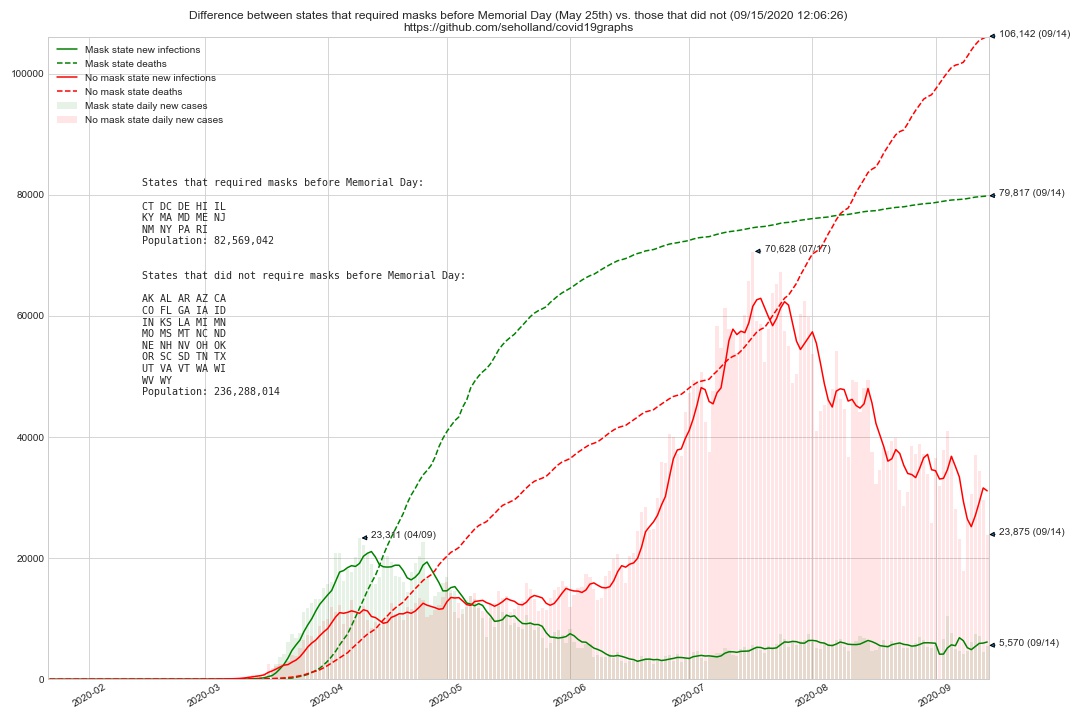 Difference between states that required masks before Memorial Day (May 25th) vs. those that did not (09/15/2020 12:06:26)
https://github.com/seholland/covid19graphs
Mask state new infections
Mask state deaths
No mask state new infections
No mask state deaths
Mask state daily new cases
No mask state daily new cases
States that required masks before Memorial Day:
CT DC DE HI IL
KY MA MD ME NJ
NM NY PA RI
Population: 82,569,042
States that did not require masks before Memorial Day:
AK AL AR AZ CA
CO FL GA IA ID
IN KS LA MI MN
MO MS MT NC ND
NE NH NV OH OK
OR SC SD TN TX
UT VA VT WA WI
WV WY
Population: 236,288,014
106,142 (09/14)
79,817 (09/14)
70,628 (07/17)
23,311 (04/09)
23,875 (09/14)
5,570 (09/14)
100000
80000
60000
40000
20000
0
2020-02
2020-03
2020-04
2020-05
2020-06
2020-07
2020-08
2020-09